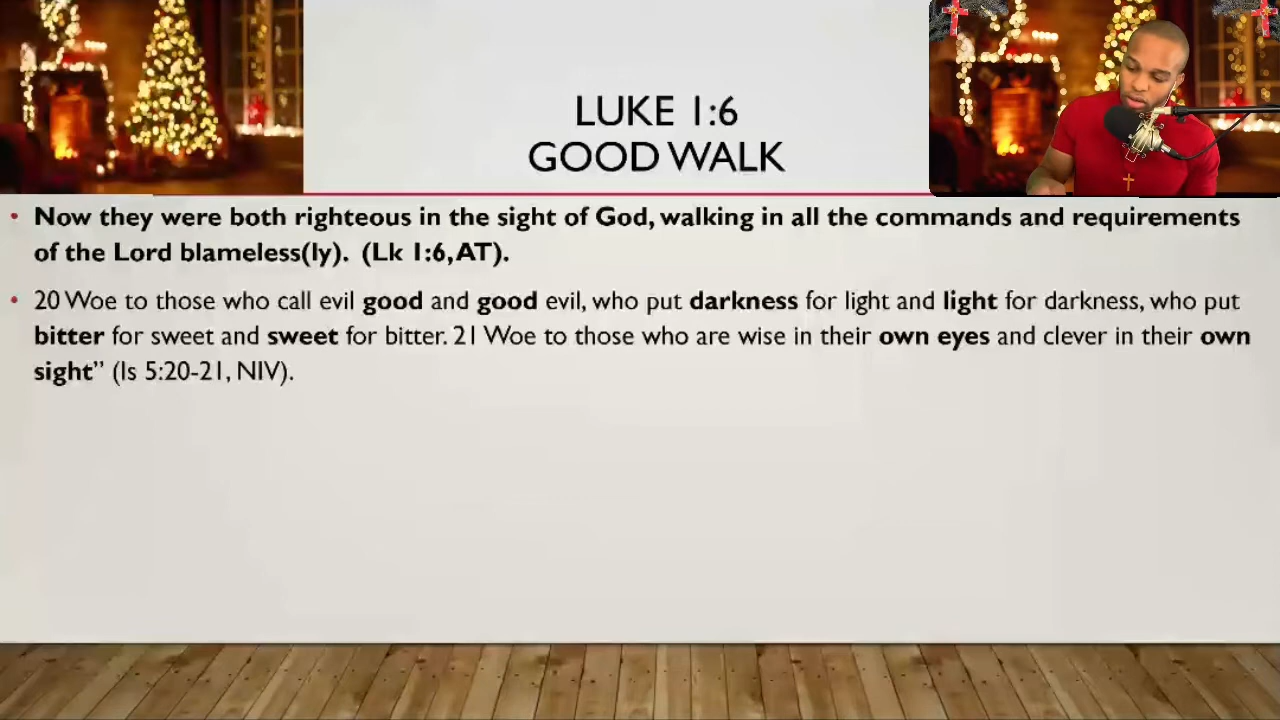 LUKE 1:6
GOOD WALK
• Now they were both righteous in the sight of God, walking in all the commands and requirements
of the Lord blameless(ly). (Lk 1:6, AT).
• 20 Woe to those who call evil good and good evil, who put darkness for light and light for darkness, who put
bitter for sweet and sweet for bitter. 21 Woe to those who are wise in their own eyes and clever in their own
sight” (Is 5:20-21, NIV).